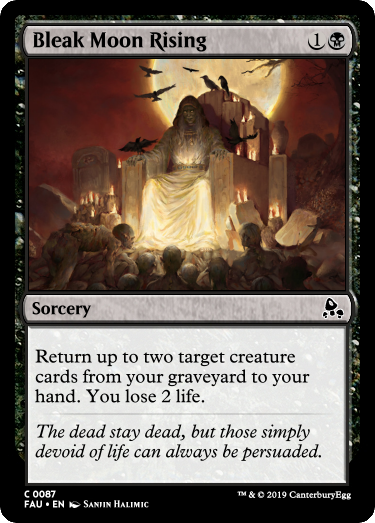 Bleak Moon Rising 1
Sorcery
Return up to two target creature
cards from your graveyard to your
hand. You lose 2 life.
The dead stay dead, but those simply
devoid of life can always be persuaded.
C 0087
FAU • EN Sanjin Halimic
™ & © 2019 CanterburyEgg